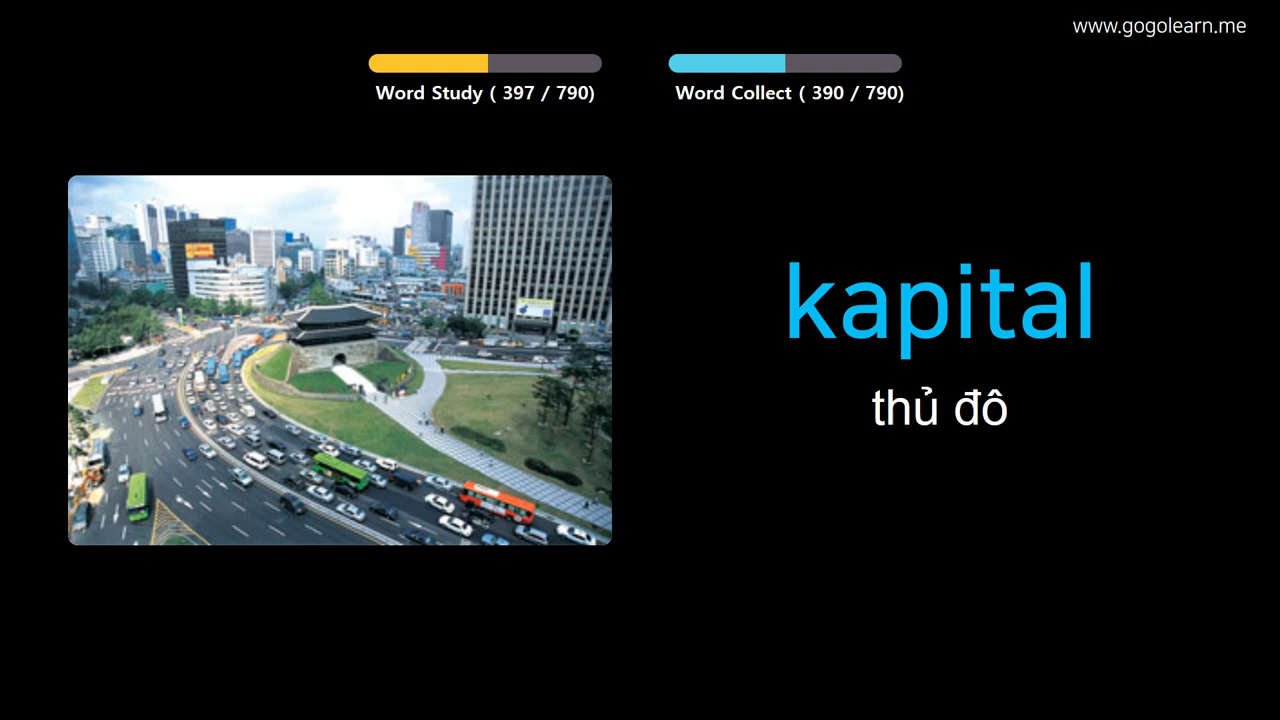 www.gogolearn.me
Word Study ( 397 / 790)
Word Collect ( 390 / 790)
kapital
thủ đô